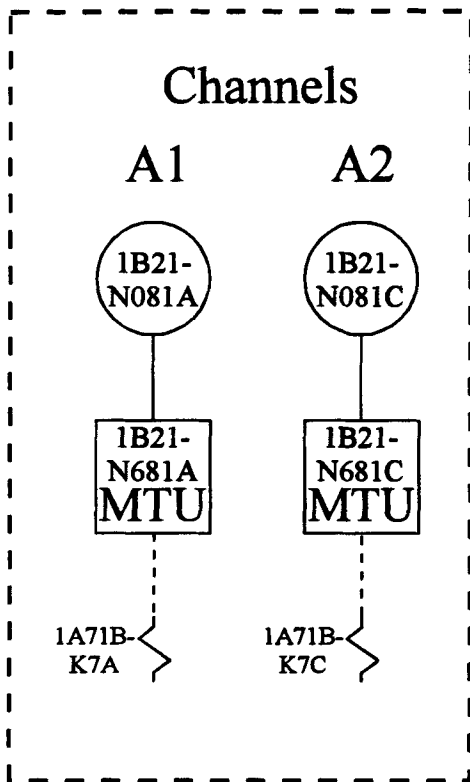 Channels
A1 A2
1B21-
N081A
1B21-
N081C
1B21-
N681A
MTU
1B21-
N681C
MTU
1A71B-
K7A
1A71B-
K7C